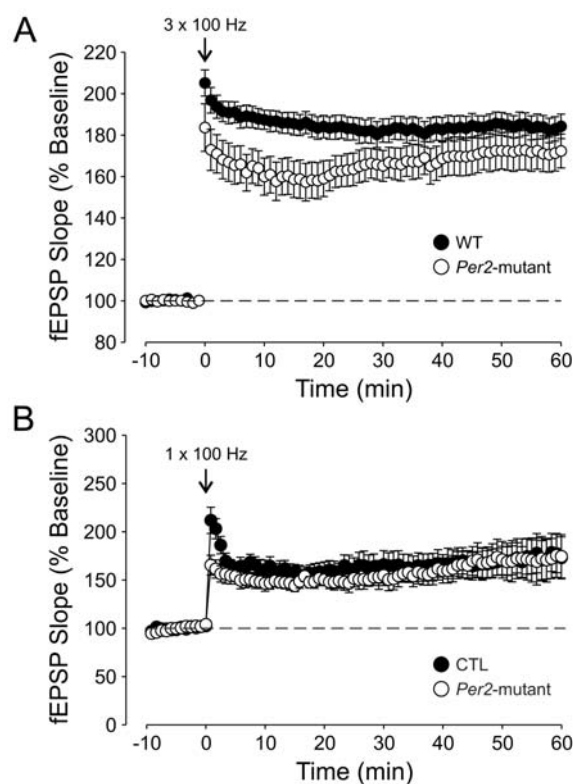 A
3 x 100 Hz
fEPSP Slope (% Baseline)
220
200
180
160
140
120
100
80
WT
Per2-mutant
-10 0 10 20 30 40 50 60
Time (min)
B
1 x 100 Hz
fEPSP Slope (% Baseline)
300
250
200
150
100
50
0
CTL
Per2-mutant
-10 0 10 20 30 40 50 60
Time (min)